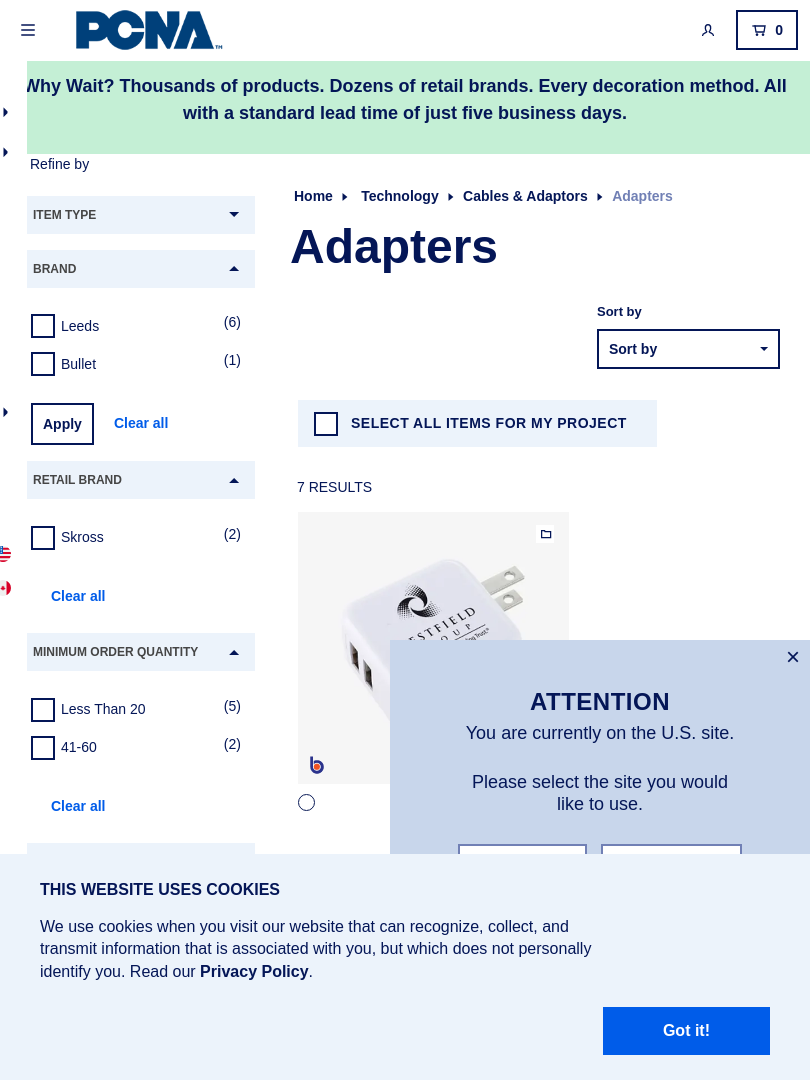 PCNA™
0
Why Wait? Thousands of products. Dozens of retail brands. Every decoration method. All
with a standard lead time of just five business days.
Refine by
Home
Technology
Cables & Adaptors
Adapters
ITEM TYPE
Adapters
BRAND
Sort by
Leeds
(6)
Sort by
Bullet
(1)
Apply
Clear all
SELECT ALL ITEMS FOR MY PROJECT
RETAIL BRAND
7 RESULTS
Skross
(2)
Clear all
MINIMUM ORDER QUANTITY
Less Than 20
(5)
41-60
(2)
Clear all
ATTENTION
You are currently on the U.S. site.
Please select the site you would
like to use.
THIS WEBSITE USES COOKIES
We use cookies when you visit our website that can recognize, collect, and
transmit information that is associated with you, but which does not personally
identify you. Read our Privacy Policy.
Got it!